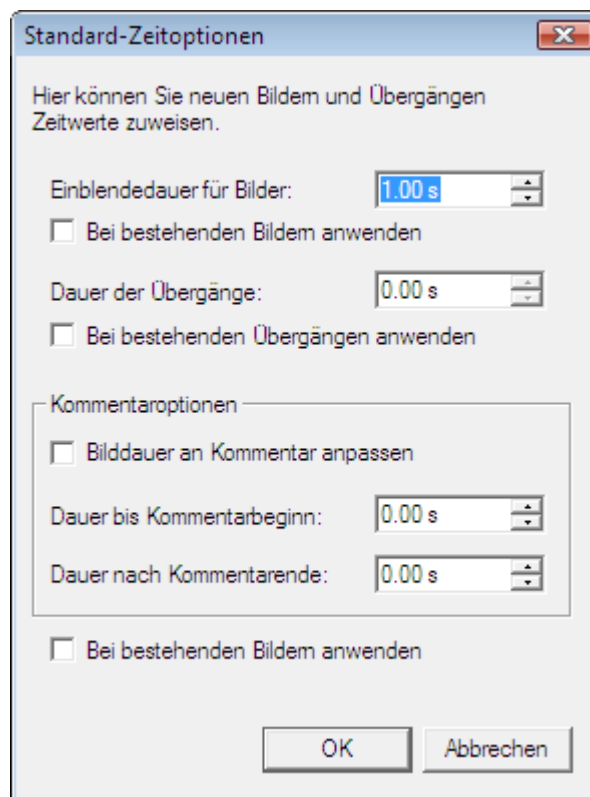 Standard-Zeitoptionen
Hier können Sie neuen Bildern und Übergängen
Zeitwerte zuweisen.
Einblendedauer für Bilder: 1.00 s
Bei bestehenden Bildern anwenden
Dauer der Übergänge: 0.00 s
Bei bestehenden Übergängen anwenden
Kommentaroptionen
Bilddauer an Kommentar anpassen
Dauer bis Kommentarbeginn: 0.00 s
Dauer nach Kommentarende: 0.00 s
Bei bestehenden Bildern anwenden
OK Abbrechen